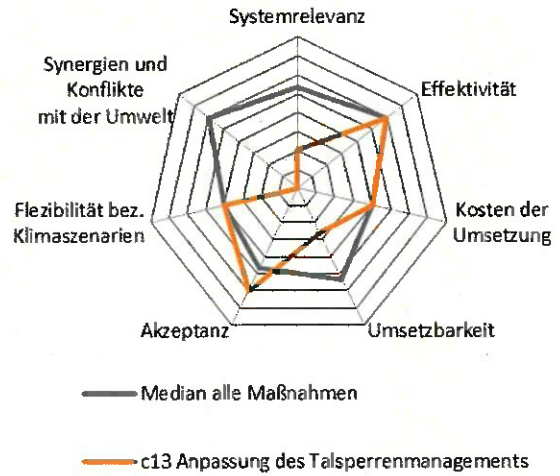 Systemrelevanz
Synergien und
Konflikte
mit der Umwelt
Effektivität
Flezibilität bez.
Klimaszenarien
Kosten der
Umsetzung
Akzeptanz
Umsetzbarkeit
Median alle Maßnahmen
c13 Anpassung des Talsperrenmanagements